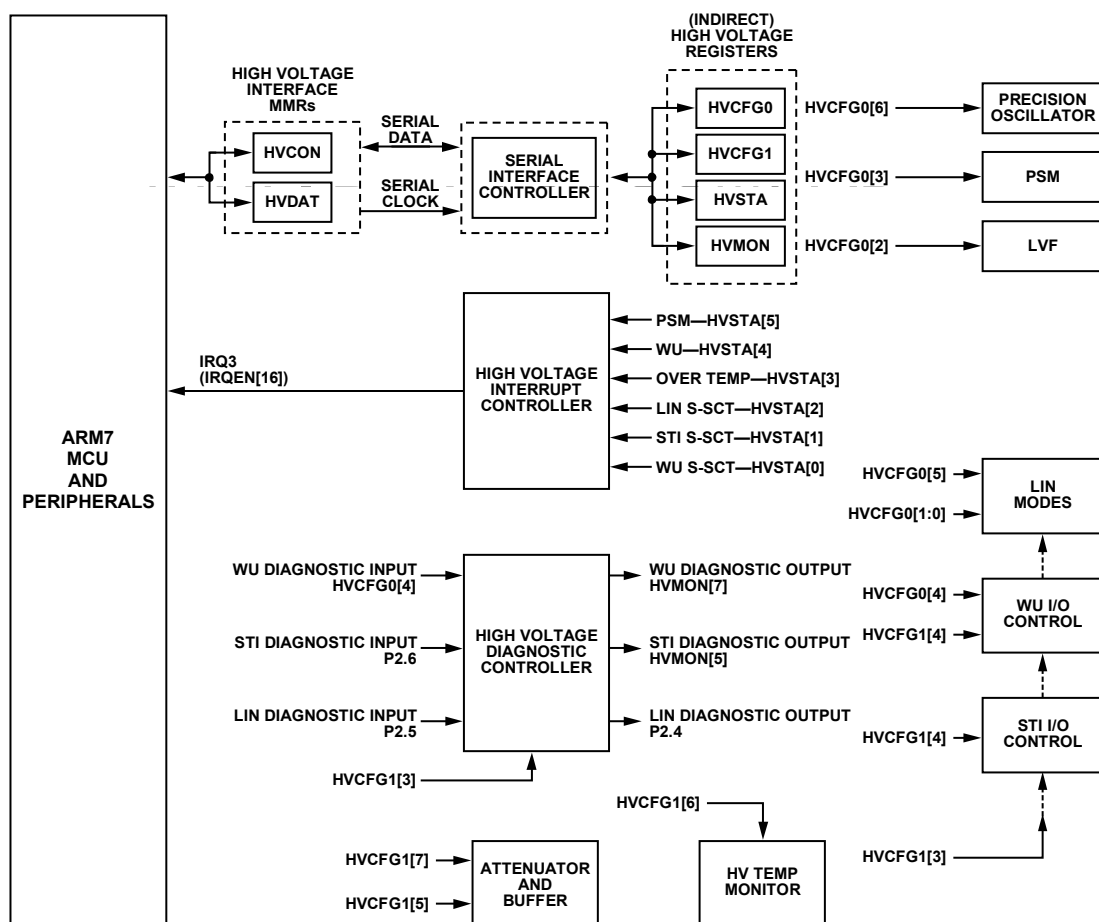 (INDIRECT)
HIGH VOLTAGE
REGISTERS
HIGH VOLTAGE
INTERFACE
MMRs
HVCON
HVDAT
SERIAL
DATA
SERIAL
CLOCK
SERIAL
INTERFACE
CONTROLLER
HVCFG0
HVCFG1
HVSTA
HVMON
HVCFG0[6]
PRECISION
OSCILLATOR
HVCFG0[3]
PSM
HVCFG0[2]
LVF
ARM7
MCU
AND
PERIPHERALS
IRQ3
(IRQEN[16])
HIGH VOLTAGE
INTERRUPT
CONTROLLER
PSM—HVSTA[5]
WU—HVSTA[4]
OVER TEMP—HVSTA[3]
LIN S-SCT—HVSTA[2]
STI S-SCT—HVSTA[1]
WU S-SCT—HVSTA[0]
HVCFG0[5]
HVCFG0[1:0]
LIN
MODES
WU DIAGNOSTIC INPUT
HVCFG0[4]
STI DIAGNOSTIC INPUT
P2.6
LIN DIAGNOSTIC INPUT
P2.5
HVCFG1[3]
HIGH VOLTAGE
DIAGNOSTIC
CONTROLLER
WU DIAGNOSTIC OUTPUT
HVMON[7]
STI DIAGNOSTIC OUTPUT
HVMON[5]
LIN DIAGNOSTIC OUTPUT
P2.4
HVCFG0[4]
HVCFG1[4]
WU I/O
CONTROL
HVCFG1[4]
STI I/O
CONTROL
HVCFG1[3]
HVCFG1[7]
HVCFG1[5]
ATTENUATOR
AND
BUFFER
HVCFG1[6]
HV TEMP
MONITOR